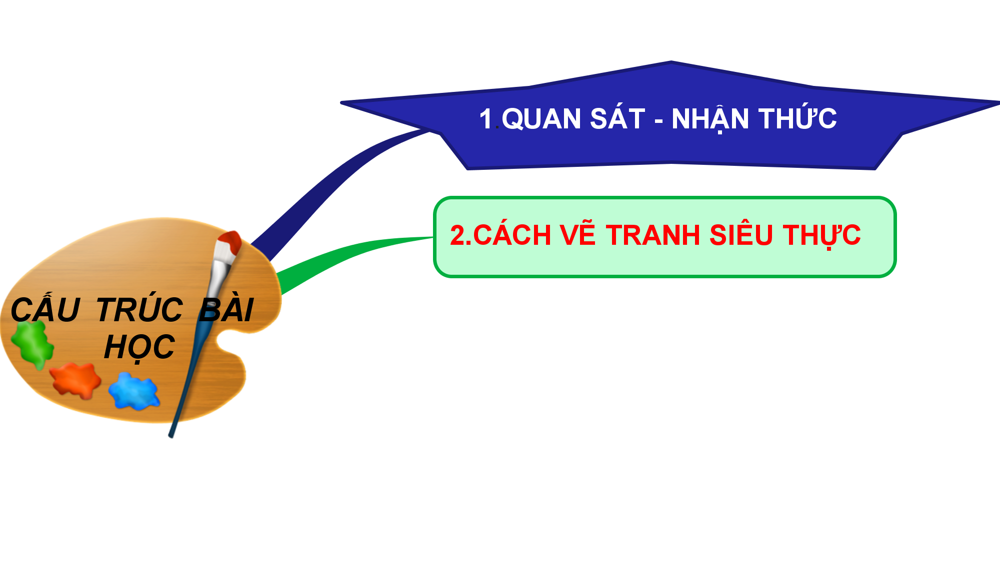 1.QUAN SÁT - NHẬN THỨC
2.CÁCH VẼ TRANH SIÊU THỰC
CẤU TRÚC BÀI
HỌC